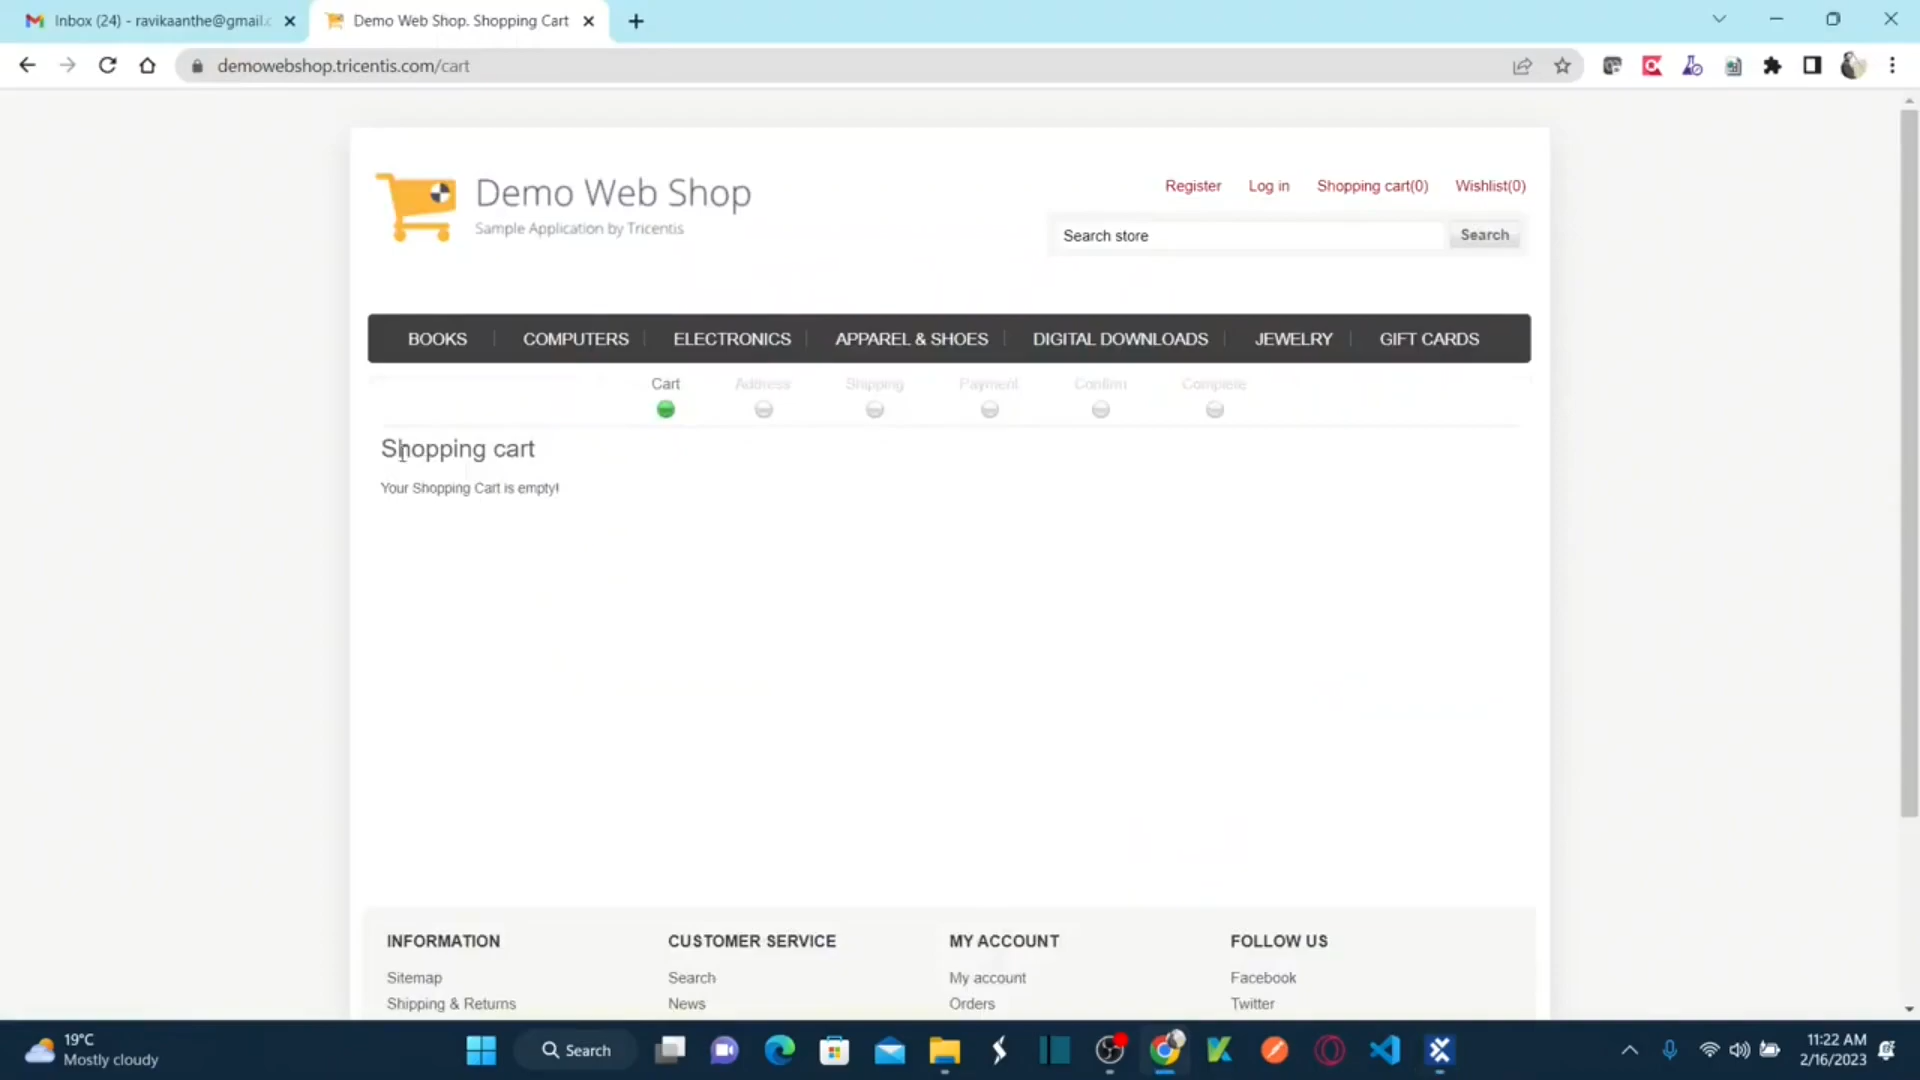 Inbox (24) - ravikaanthe@gmail.c
Demo Web Shop. Shopping Cart
demowebshop.tricentis.com/cart
Demo Web Shop
Sample Application by Tricentis
Register Log in Shopping cart(0) Wishlist(0)
Search store Search
BOOKS COMPUTERS ELECTRONICS APPAREL & SHOES DIGITAL DOWNLOADS JEWELRY GIFT CARDS
Cart Address Shipping Payment Confirm Complete
Shopping cart
Your Shopping Cart is empty!
INFORMATION CUSTOMER SERVICE MY ACCOUNT FOLLOW US
Sitemap Search My account Facebook
Shipping & Returns News Orders Twitter
19°C
Mostly cloudy
Search
11:22 AM
2/16/2023